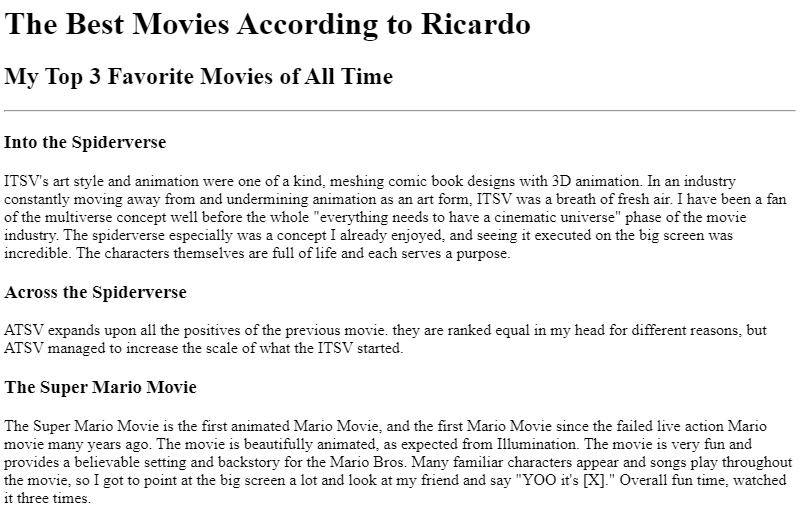 The Best Movies According to Ricardo
My Top 3 Favorite Movies of All Time
Into the Spiderverse
ITSV's art style and animation were one of a kind, meshing comic book designs with 3D animation. In an industry
constantly moving away from and undermining animation as an art form, ITSV was a breath of fresh air. I have been a fan
of the multiverse concept well before the whole "everything needs to have a cinematic universe" phase of the movie
industry. The spiderverse especially was a concept I already enjoyed, and seeing it executed on the big screen was
incredible. The characters themselves are full of life and each serves a purpose.
Across the Spiderverse
ATSV expands upon all the positives of the previous movie. they are ranked equal in my head for different reasons, but
ATSV managed to increase the scale of what the ITSV started.
The Super Mario Movie
The Super Mario Movie is the first animated Mario Movie, and the first Mario Movie since the failed live action Mario
movie many years ago. The movie is beautifully animated, as expected from Illumination. The movie is very fun and
provides a believable setting and backstory for the Mario Bros. Many familiar characters appear and songs play throughout
the movie, so I got to point at the big screen a lot and look at my friend and say "YOO it's [X]." Overall fun time, watched
it three times.